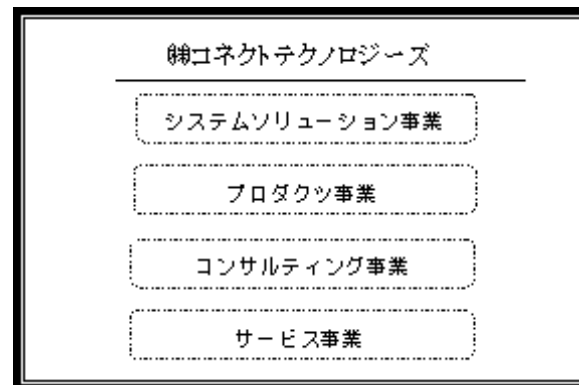 ㈱コネクトテクノロジーズ
システムソリューション事業
プロダクツ事業
コンサルティング事業
サービス事業